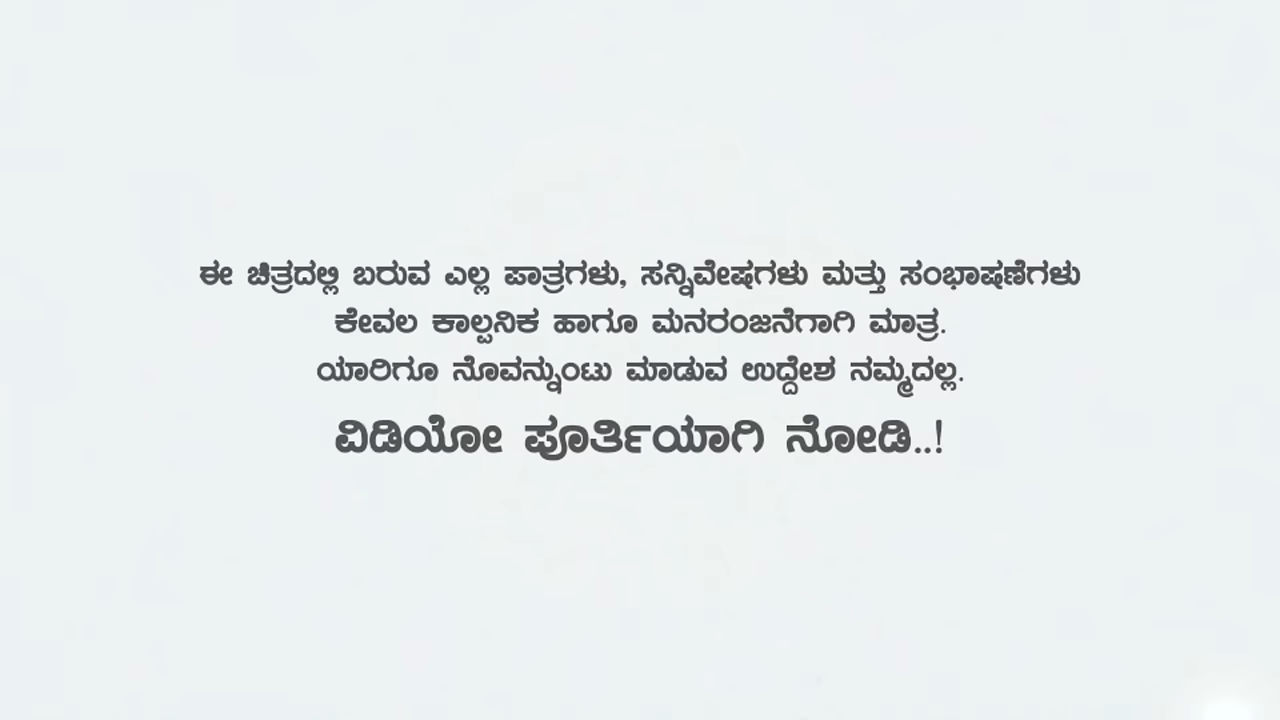 ಈ ಚಿತ್ರದಲ್ಲಿ ಬರುವ ಎಲ್ಲ ಪಾತ್ರಗಳು, ಸನ್ನಿವೇಷಗಳು ಮತ್ತು ಸಂಭಾಷಣೆಗಳು
ಕೇವಲ ಕಾಲ್ಪನಿಕ ಹಾಗೂ ಮನರಂಜನೆಗಾಗಿ ಮಾತ್ರ.
ಯಾರಿಗೂ ನೊವನ್ನುಂಟು ಮಾಡುವ ಉದ್ದೇಶ ನಮ್ಮದಲ್ಲ.
ವಿಡಿಯೋ ಪೂರ್ತಿಯಾಗಿ ನೋಡಿ..!